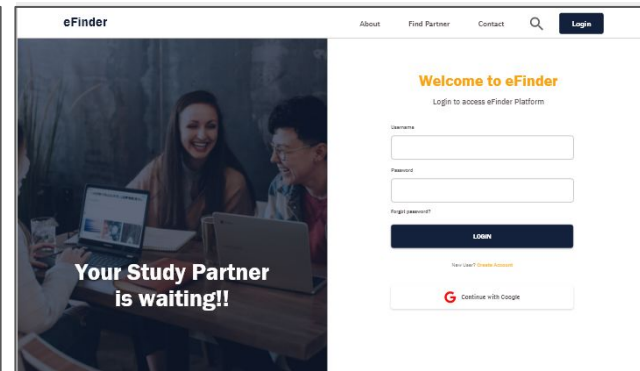 eFinder
About
Find Partner
Contact
Login
Welcome to eFinder
Login to access eFinder Platform
Username
Password
Forgot password?
LOGIN
New User? Create Account
G Continue with Google
Your Study Partner
is waiting!!